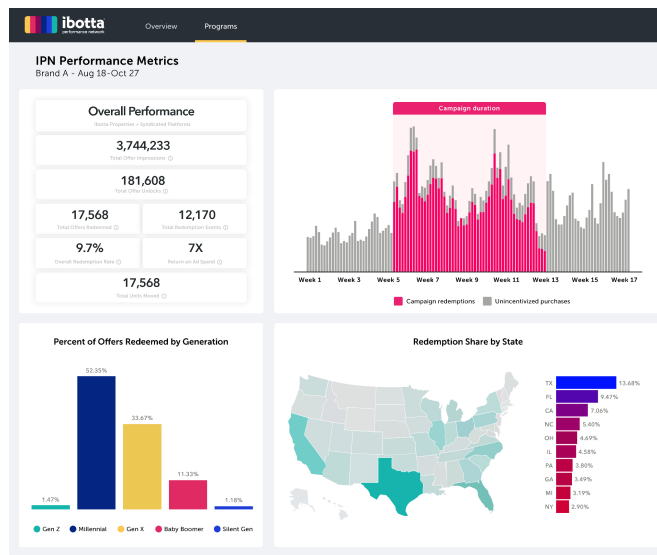 ibotta
performance network
Overview
Programs
IPN Performance Metrics
Brand A - Aug 18-Oct 27
Overall Performance
Ibotta Properties + Syndicated Platforms
3,744,233
Total Offer Impressions ⓘ
181,608
Total Offer Unlocks ⓘ
17,568
Total Offers Redeemed ⓘ
12,170
Total Redemption Events ⓘ
9.7%
Overall Redemption Rate ⓘ
7X
Return on Ad Spend ⓘ
17,568
Total Units Moved ⓘ
Campaign duration
Week 1 Week 3 Week 5 Week 7 Week 9 Week 11 Week 13 Week 15 Week 17
Campaign redemptions Unincentivized purchases
Percent of Offers Redeemed by Generation
1.47%
52.35%
33.67%
11.33%
1.18%
Gen Z Millennial Gen X Baby Boomer Silent Gen
Redemption Share by State
TX 13.68%
FL 9.47%
CA 7.06%
NC 5.40%
OH 4.69%
IL 4.58%
PA 3.80%
GA 3.49%
MI 3.19%
NY 2.90%